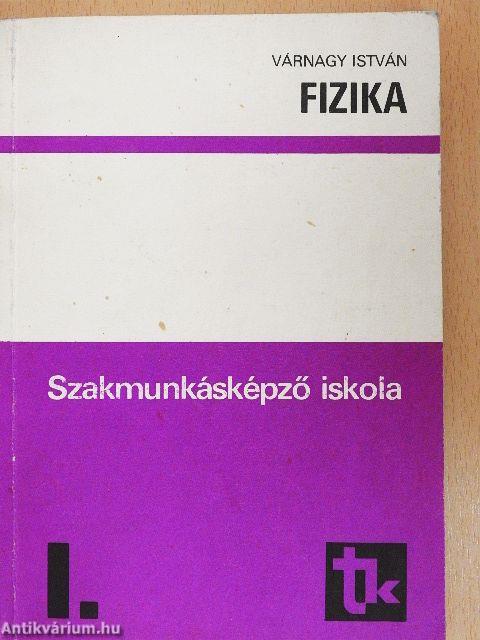 VÁRNAGY ISTVÁN
FIZIKA
Szakmunkásképző iskola
I.
tk
Antikvárium.hu